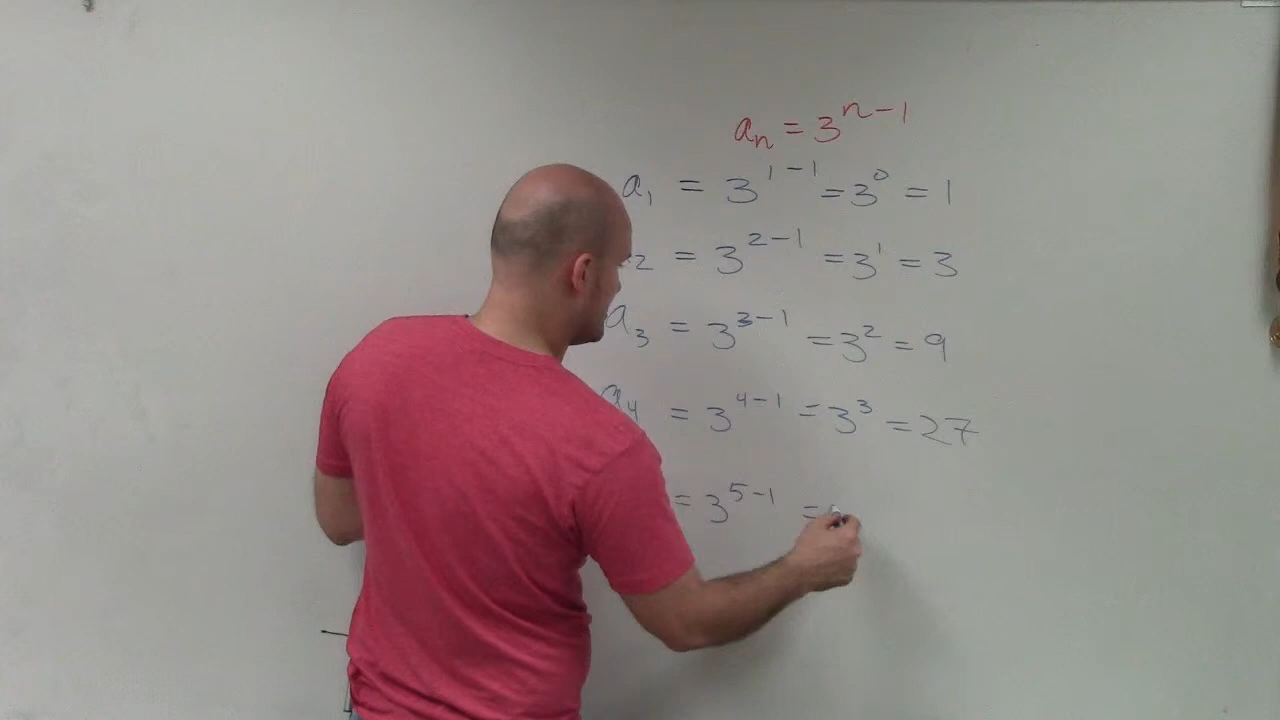 aₙ = 3ⁿ⁻¹
a₁ = 3¹⁻¹ = 3⁰ = 1
₂ = 3²⁻¹ = 3¹ = 3
a₃ = 3³⁻¹ = 3² = 9
a₄ = 3⁴⁻¹ = 3³ = 27
= 3⁵⁻¹ =